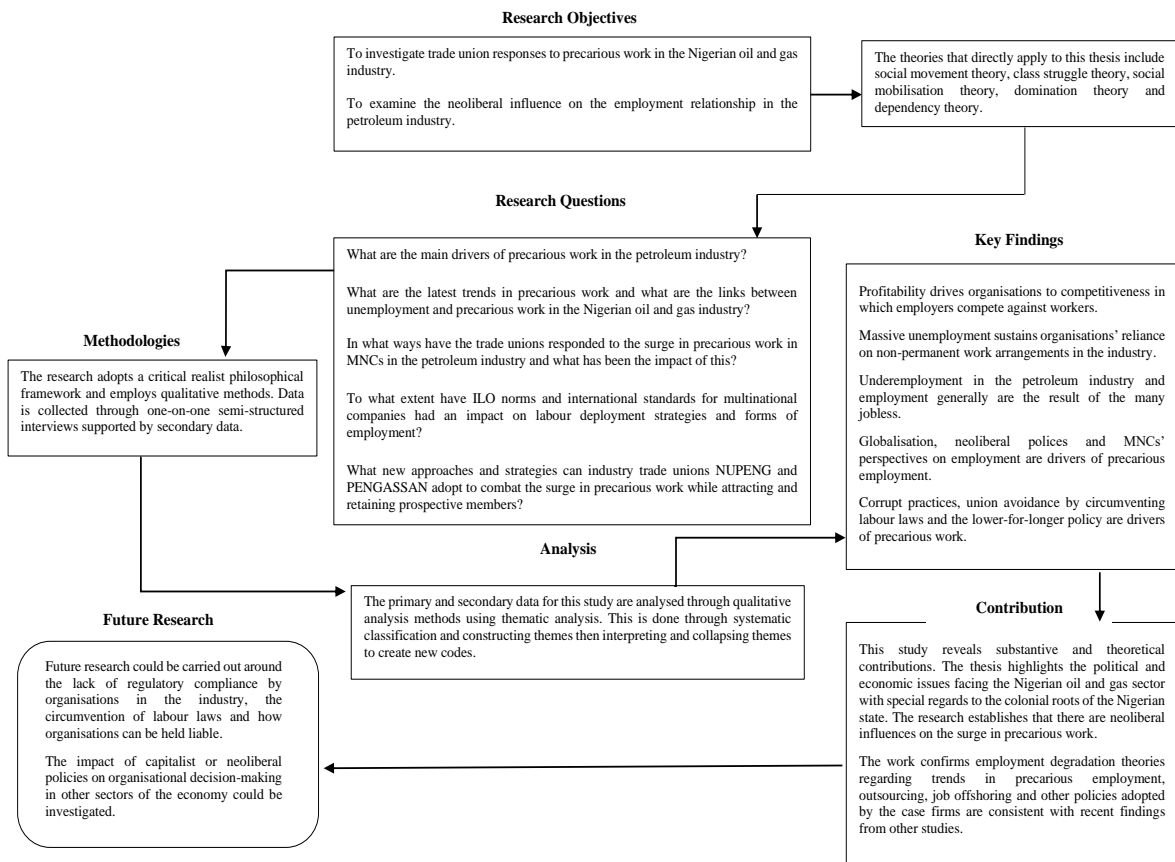 Research Objectives
To investigate trade union responses to precarious work in the Nigerian oil and gas
industry.
To examine the neoliberal influence on the employment relationship in the
petroleum industry.
The theories that directly apply to this thesis include
social movement theory, class struggle theory, social
mobilisation theory, domination theory and
dependency theory.
Research Questions
What are the main drivers of precarious work in the petroleum industry?
What are the latest trends in precarious work and what are the links between
unemployment and precarious work in the Nigerian oil and gas industry?
In what ways have the trade unions responded to the surge in precarious work in
MNCs in the petroleum industry and what has been the impact of this?
To what extent have ILO norms and international standards for multinational
companies had an impact on labour deployment strategies and forms of
employment?
What new approaches and strategies can industry trade unions NUPENG and
PENGASSAN adopt to combat the surge in precarious work while attracting and
retaining prospective members?
Methodologies
The research adopts a critical realist philosophical
framework and employs qualitative methods. Data
is collected through one-on-one semi-structured
interviews supported by secondary data.
Analysis
The primary and secondary data for this study are analysed through qualitative
analysis methods using thematic analysis. This is done through systematic
classification and constructing themes then interpreting and collapsing themes
to create new codes.
Key Findings
Profitability drives organisations to competitiveness in
which employers compete against workers.
Massive unemployment sustains organisations' reliance
on non-permanent work arrangements in the industry.
Underemployment in the petroleum industry and
employment generally are the result of the many
jobless.
Globalisation, neoliberal polices and MNCs'
perspectives on employment are drivers of precarious
employment.
Corrupt practices, union avoidance by circumventing
labour laws and the lower-for-longer policy are drivers
of precarious work.
Contribution
This study reveals substantive and theoretical
contributions. The thesis highlights the political and
economic issues facing the Nigerian oil and gas sector
with special regards to the colonial roots of the Nigerian
state. The research establishes that there are neoliberal
influences on the surge in precarious work.
The work confirms employment degradation theories
regarding trends in precarious employment,
outsourcing, job offshoring and other policies adopted
by the case firms are consistent with recent findings
from other studies.
Future Research
Future research could be carried out around
the lack of regulatory compliance by
organisations in the industry, the
circumvention of labour laws and how
organisations can be held liable.
The impact of capitalist or neoliberal
policies on organisational decision-making
in other sectors of the economy could be
investigated.